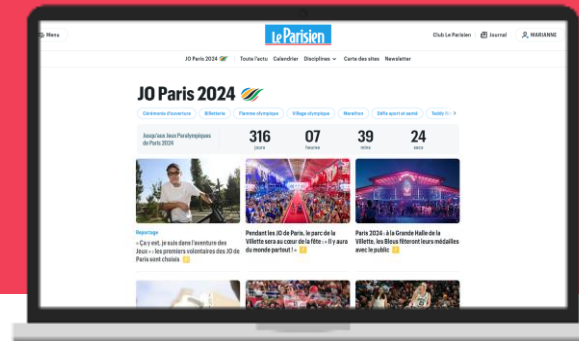 Menu
Le Parisien
Club Le Parisien
Journal
MARIANNE
JO Paris 2024
Toute l'actu
Calendrier
Disciplines
Carte des sites
Newsletter
JO Paris 2024
Cérémonie d'ouverture
Billetterie
Flamme olympique
Village olympique
Marathon
Défis sport et santé
Teddy Ri
Jusqu'aux Jeux Paralympiques
de Paris 2024
316 07 39 24
jours heures mins secs
Reportage
« Ça y est, je suis dans l'aventure des
Jeux » : les premiers volontaires des JO de
Paris sont choisis
Pendant les JO de Paris, le parc de la
Villette sera au cœur de la fête : « Il y aura
du monde partout ! »
Paris 2024 : à la Grande Halle de la
Villette, les Bleus fêteront leurs médailles
avec le public